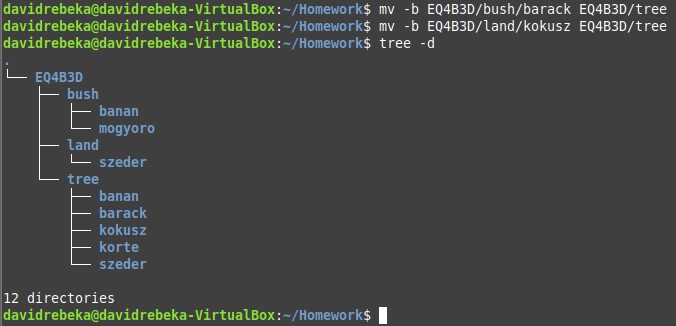 davidrebeka@davidrebeka-VirtualBox:~/Homework$ mv -b EQ4B3D/bush/barack EQ4B3D/tree
davidrebeka@davidrebeka-VirtualBox:~/Homework$ mv -b EQ4B3D/land/kokusz EQ4B3D/tree
davidrebeka@davidrebeka-VirtualBox:~/Homework$ tree -d
.
└── EQ4B3D
    ├── bush
    │   ├── banan
    │   └── mogyoro
    ├── land
    │   └── szeder
    └── tree
        ├── banan
        ├── barack
        ├── kokusz
        ├── korte
        └── szeder

12 directories
davidrebeka@davidrebeka-VirtualBox:~/Homework$